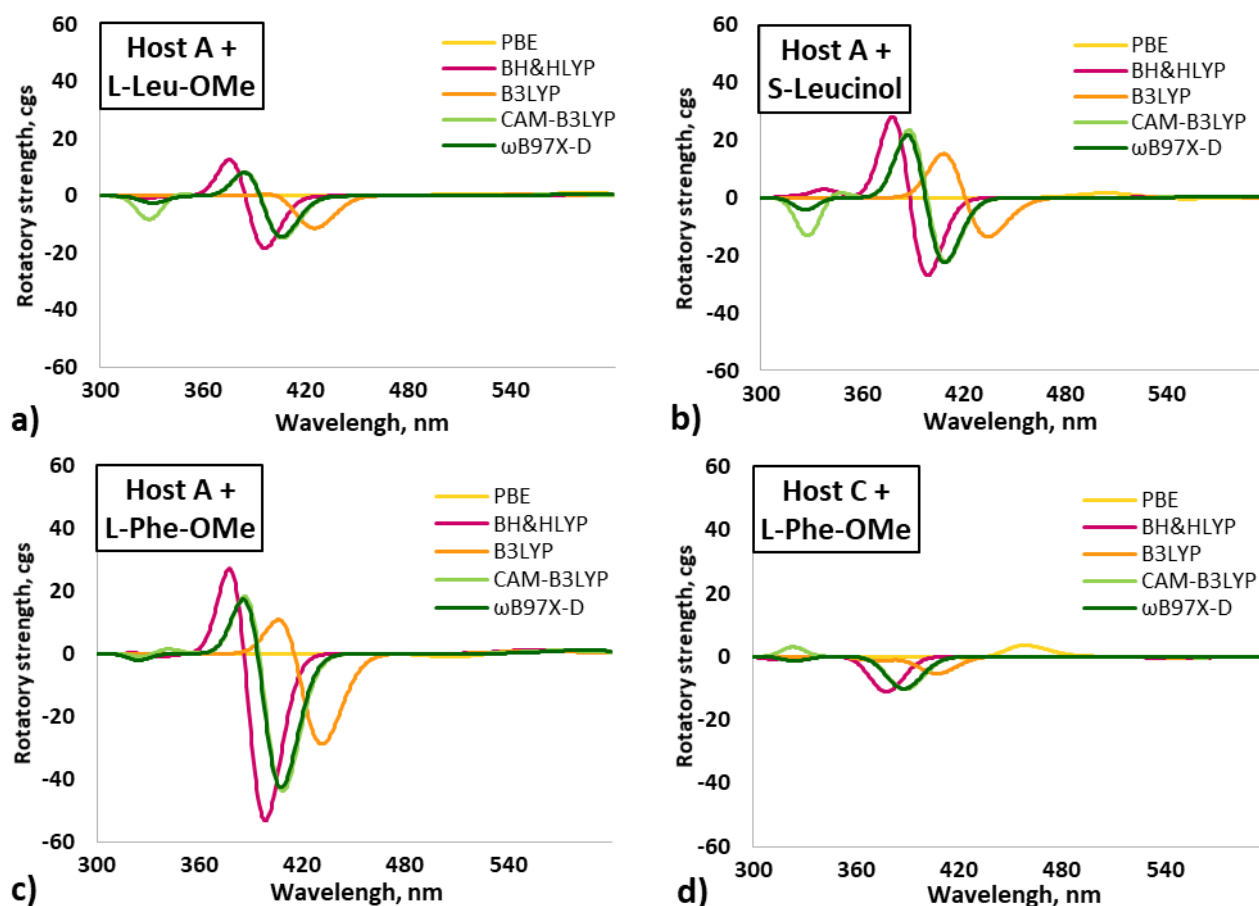 60
40
20
0
-20
-40
-60
Rotatory strength, cgs
Host A +
L-Leu-OMe
PBE
BH&HLYP
B3LYP
CAM-B3LYP
ωB97X-D
300 360 420 480 540
Wavelengh, nm
a)
60
40
20
0
-20
-40
-60
Rotatory strength, cgs
Host A +
S-Leucinol
PBE
BH&HLYP
B3LYP
CAM-B3LYP
ωB97X-D
300 360 420 480 540
Wavelengh, nm
b)
60
40
20
0
-20
-40
-60
Rotatory strength, cgs
Host A +
L-Phe-OMe
PBE
BH&HLYP
B3LYP
CAM-B3LYP
ωB97X-D
300 360 420 480 540
Wavelengh, nm
c)
60
40
20
0
-20
-40
-60
Rotatory strength, cgs
Host C +
L-Phe-OMe
PBE
BH&HLYP
B3LYP
CAM-B3LYP
ωB97X-D
300 360 420 480 540
Wavelengh, nm
d)